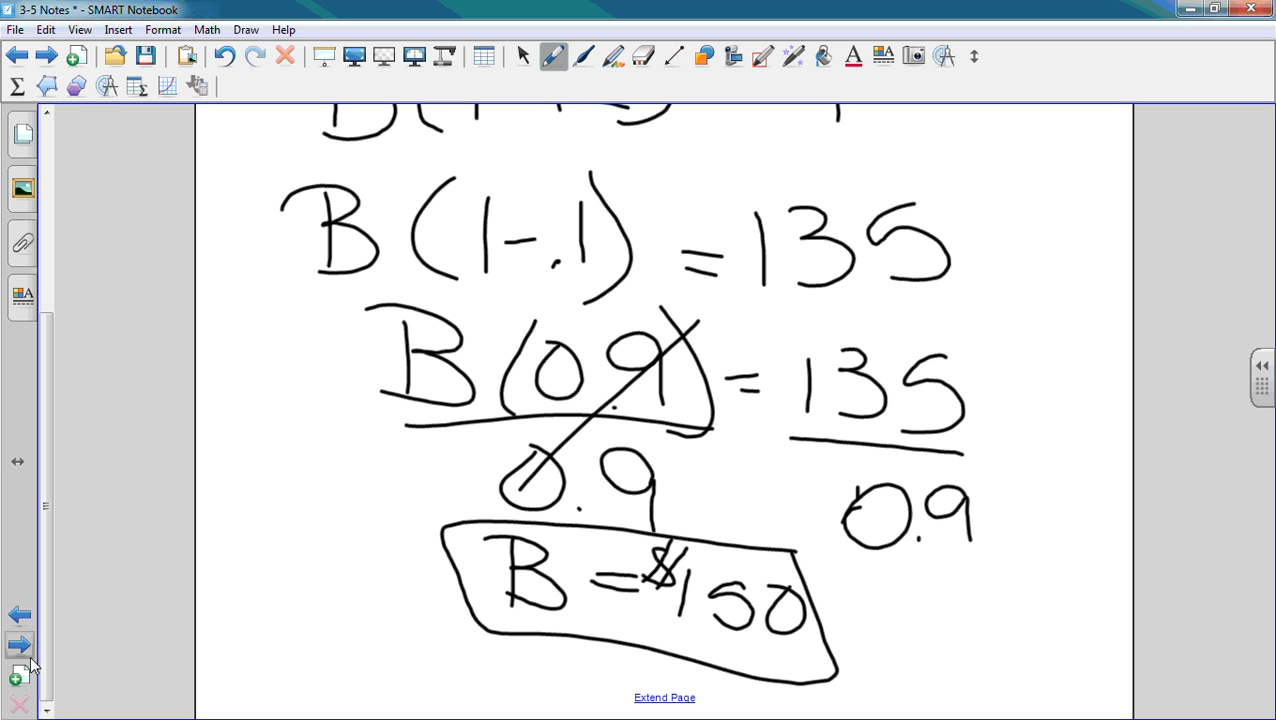 3-5 Notes * - SMART Notebook
File Edit View Insert Format Math Draw Help
B(1-.1) = 135
B(0.9) = 135
0.9 0.9
B = $150
Extend Page